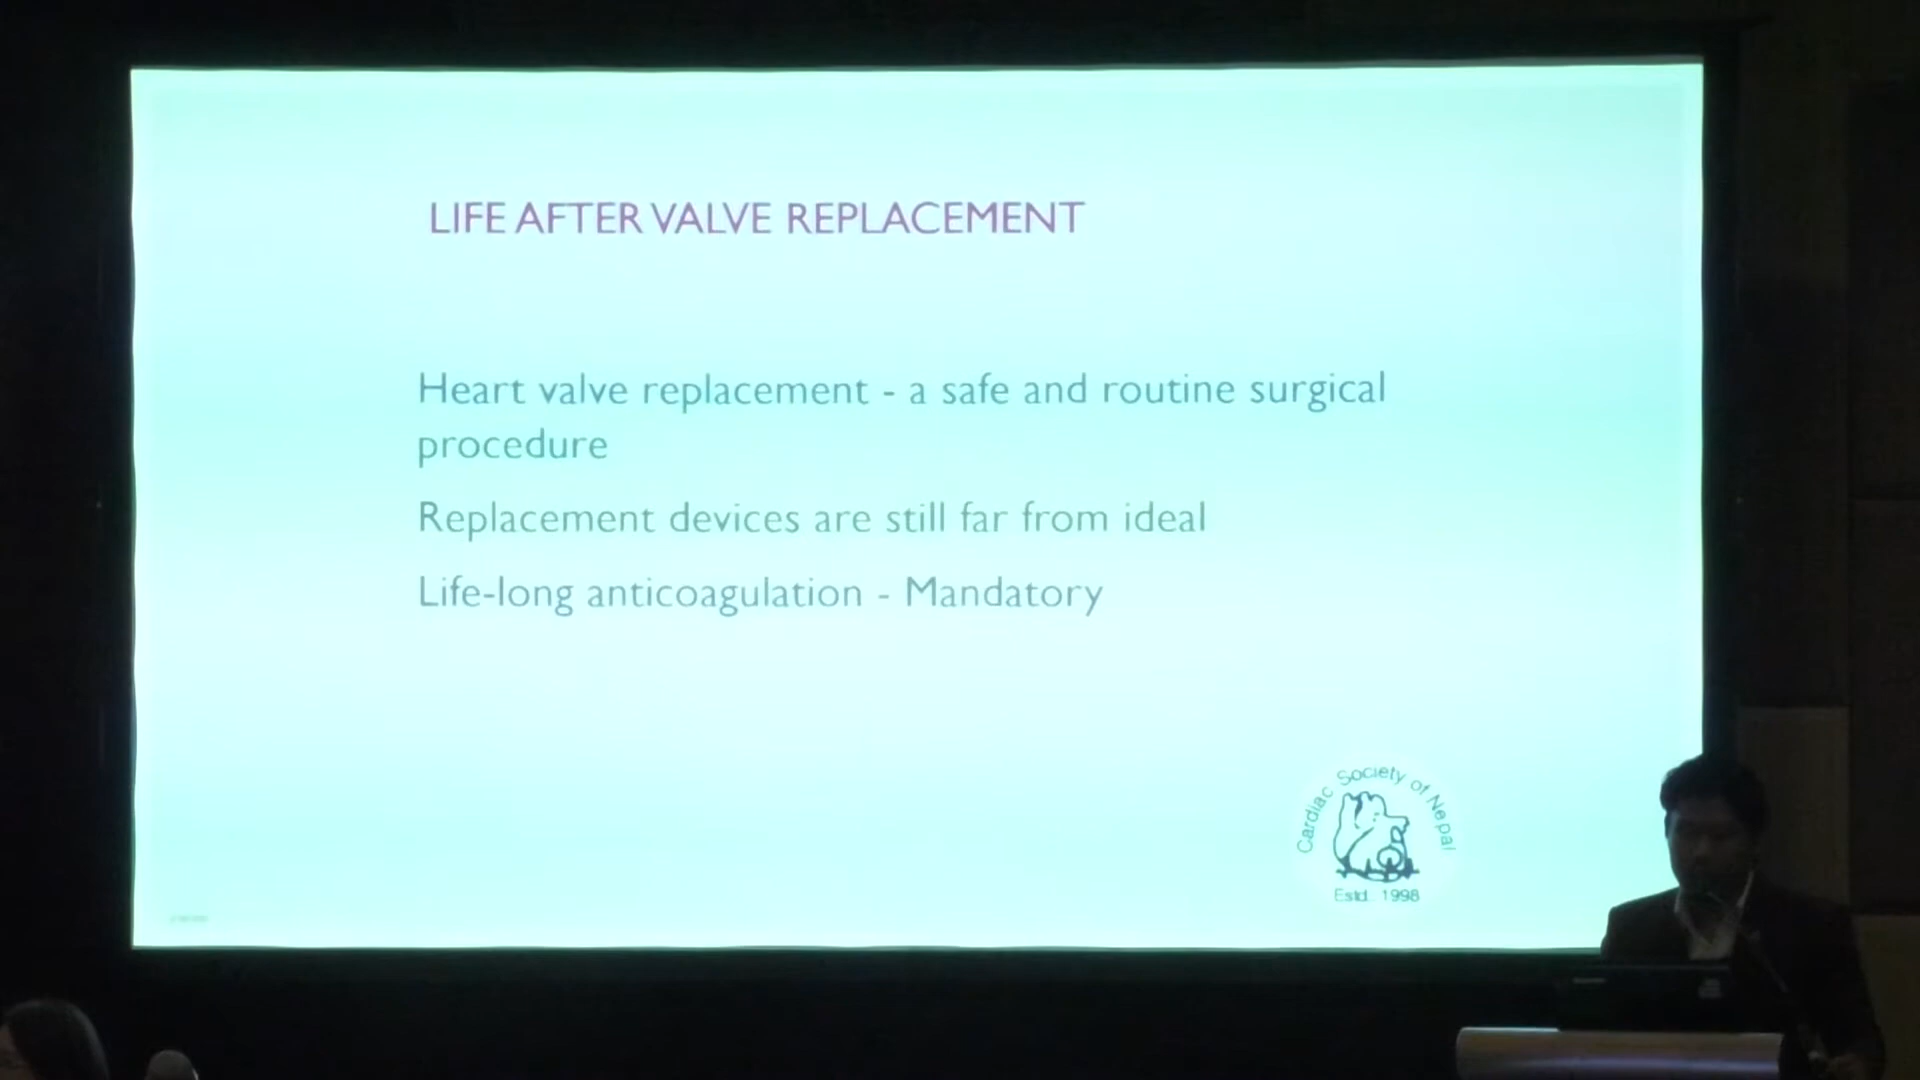 LIFE AFTER VALVE REPLACEMENT
Heart valve replacement - a safe and routine surgical
procedure
Replacement devices are still far from ideal
Life-long anticoagulation - Mandatory
Cardiac Society of Nepal
Estd. 1998